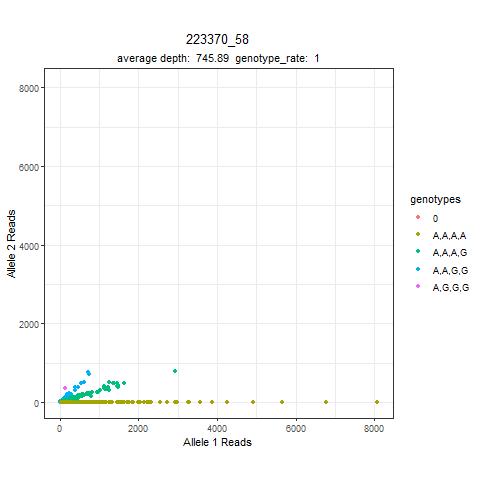 223370_58
average depth:  745.89  genotype_rate:  1
8000
6000
4000
2000
0
Allele 2 Reads
0 2000 4000 6000 8000
Allele 1 Reads
genotypes
0
A,A,A,A
A,A,A,G
A,A,G,G
A,G,G,G